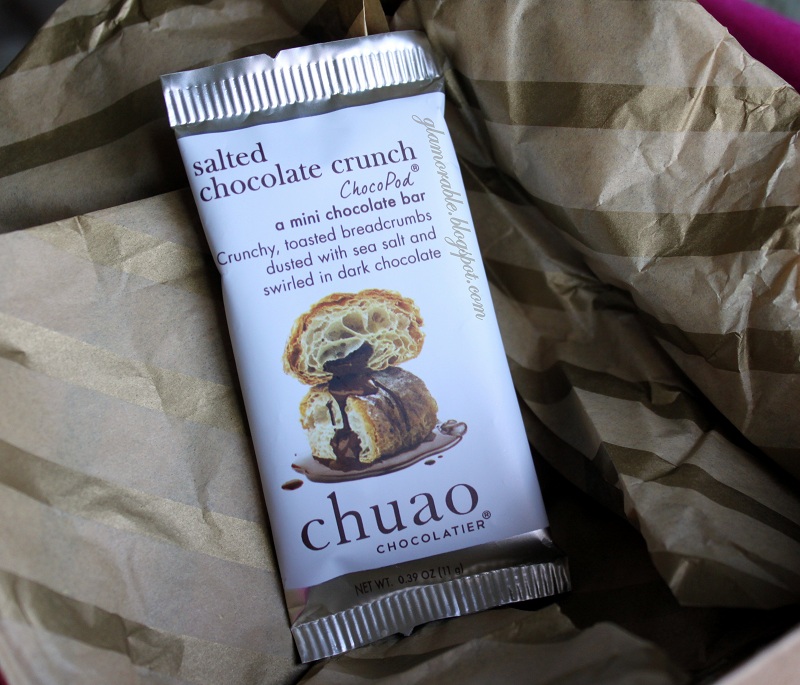 salted
chocolate crunch
ChocoPod®
a mini chocolate bar
Crunchy, toasted breadcrumbs
dusted with sea salt and
swirled in dark chocolate
glamorable.blogspot.com
chuao®
CHOCOLATIER
NET WT. 0.39 OZ (11 g)